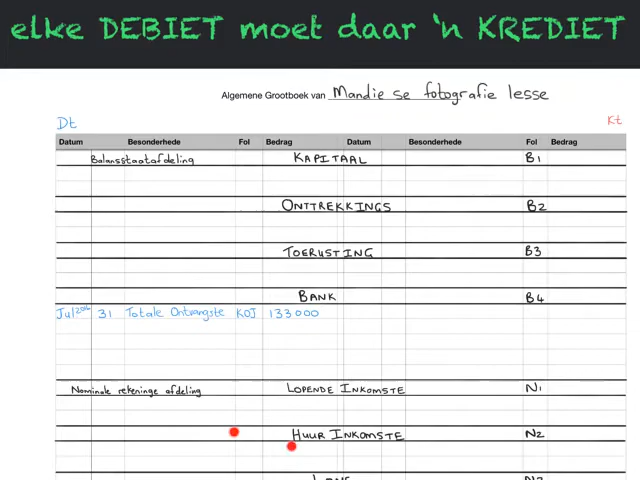 elke DEBIET moet daar 'n KREDIET
Algemene Grootboek van Mandie se fotografie lesse
Dt Kt
Datum Besonderhede Fol Bedrag Datum Besonderhede Fol Bedrag
Balansstaatafdeling KAPITAAL B1
ONTTREKKINGS B2
TOERUSTING B3
BANK B4
Jul 2016 31 Totale Ontvangste KOJ 133000
Nominale rekeninge afdeling LOPENDE INKOMSTE N1
HUUR INKOMSTE N2